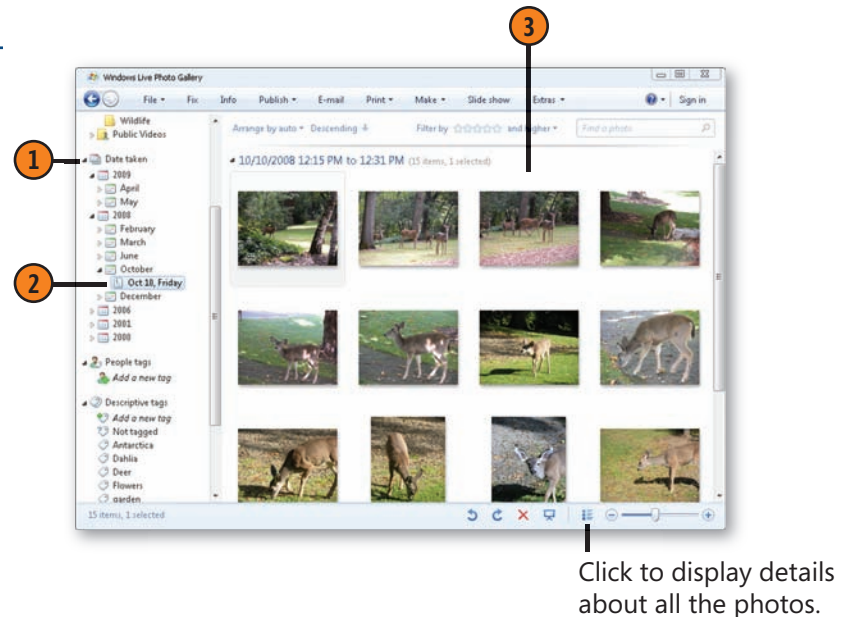 3
Windows Live Photo Gallery
File Fix Info Publish E-mail Print Make Slide show Extras Sign in
Wildlife
Public Videos
Arrange by auto Descending Filter by and higher Find a photo
1
Date taken
10/10/2008 12:15 PM to 12:31 PM (15 items, 1 selected)
2009
April
May
2008
February
March
June
October
2
Oct 10, Friday
December
2006
2001
2000
People tags
Add a new tag
Descriptive tags
Add a new tag
Not tagged
Antarctica
Dahlia
Deer
Flowers
garden
15 items, 1 selected
Click to display details
about all the photos.